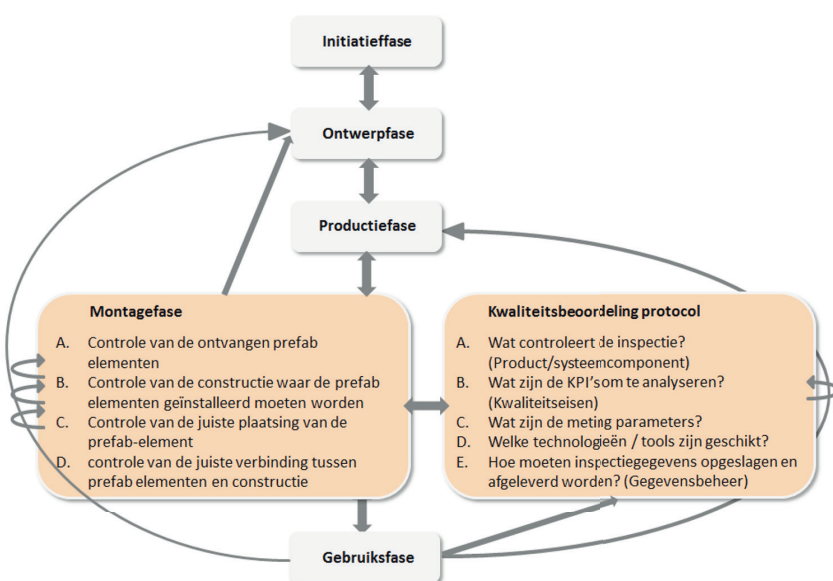 Initiatieffase
Ontwerpfase
Productiefase
Montagefase
A. Controle van de ontvangen prefab
elementen
B. Controle van de constructie waar de prefab
elementen geïnstalleerd moeten worden
C. Controle van de juiste plaatsing van de
prefab-element
D. controle van de juiste verbinding tussen
prefab elementen en constructie
Kwaliteitsbeoordeling protocol
A. Wat controleert de inspectie?
(Product/systeemcomponent)
B. Wat zijn de KPI'som te analyseren?
(Kwaliteitseisen)
C. Wat zijn de meting parameters?
D. Welke technologieën / tools zijn geschikt?
E. Hoe moeten inspectiegegevens opgeslagen en
afgeleverd worden? (Gegevensbeheer)
Gebruiksfase